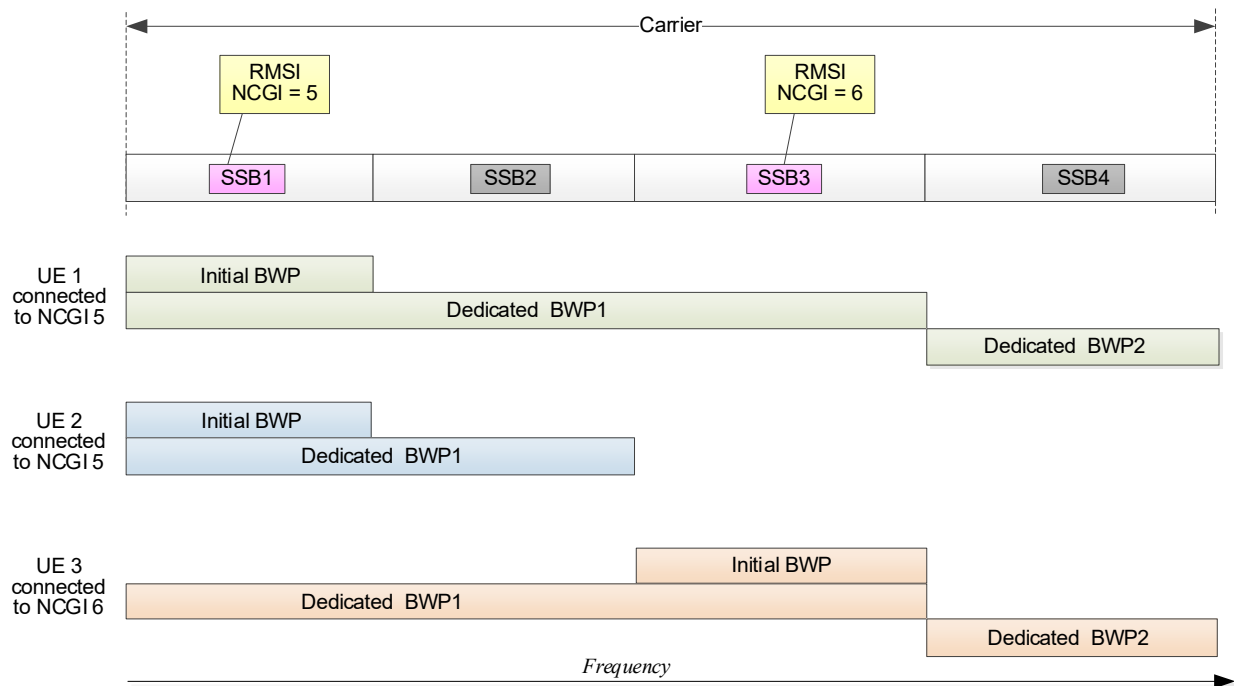 Carrier
RMSI
NCGI = 5
RMSI
NCGI = 6
SSB1
SSB2
SSB3
SSB4
UE 1
connected
to NCGI 5
Initial BWP
Dedicated BWP1
Dedicated BWP2
UE 2
connected
to NCGI 5
Initial BWP
Dedicated BWP1
UE 3
connected
to NCGI 6
Initial BWP
Dedicated BWP1
Dedicated BWP2
Frequency